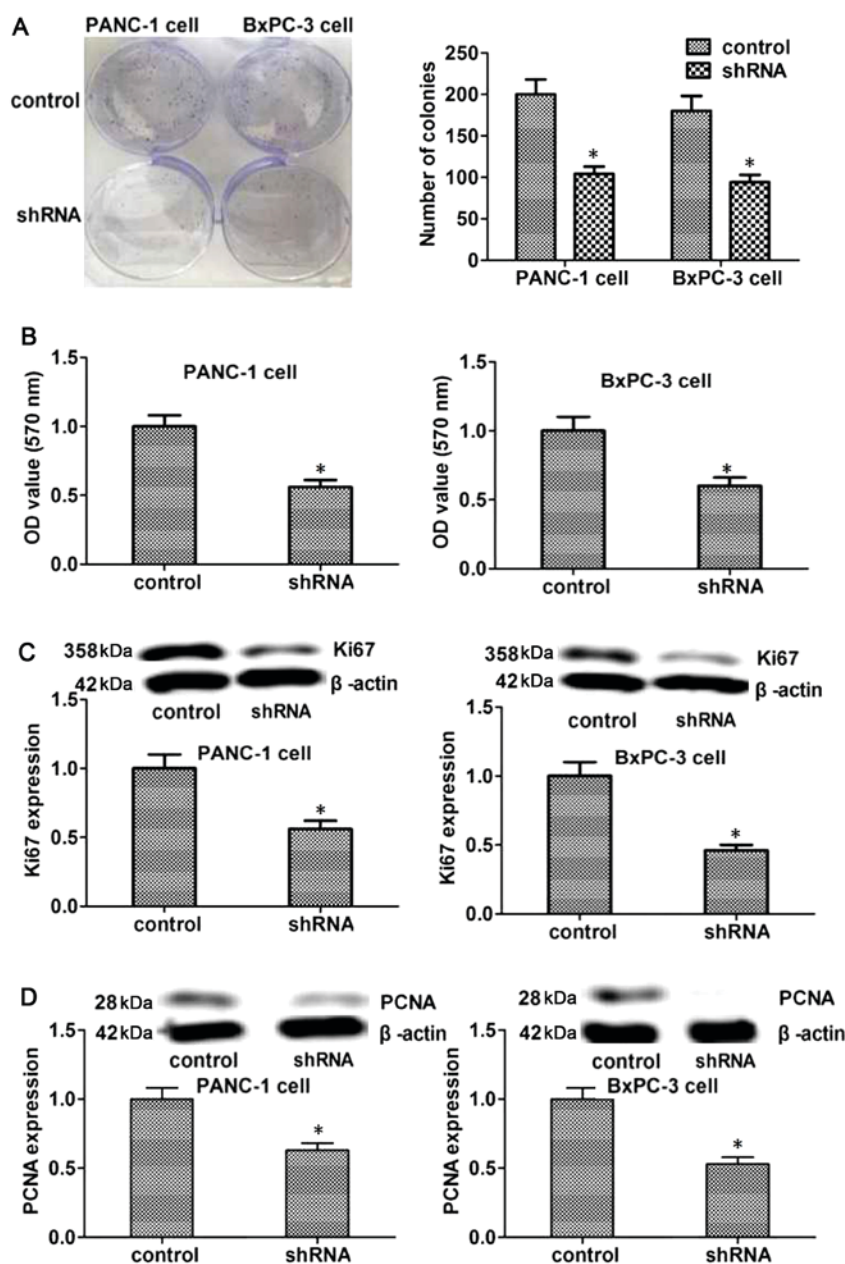 A
PANC-1 cell
BxPC-3 cell
control
shRNA
Number of colonies
250
200
150
100
50
0
control
shRNA
*
*
PANC-1 cell
BxPC-3 cell
B
OD value (570 nm)
1.5
1.0
0.5
0.0
PANC-1 cell
*
control
shRNA
OD value (570 nm)
1.5
1.0
0.5
0.0
BxPC-3 cell
*
control
shRNA
C
358 kDa
Ki67
42 kDa
β -actin
control
shRNA
Ki67 expression
1.5
1.0
0.5
0.0
PANC-1 cell
*
control
shRNA
358 kDa
Ki67
42 kDa
β -actin
control
shRNA
Ki67 expression
1.5
1.0
0.5
0.0
BxPC-3 cell
*
control
shRNA
D
28 kDa
PCNA
42 kDa
β -actin
control
shRNA
PCNA expression
1.5
1.0
0.5
0.0
PANC-1 cell
*
control
shRNA
28 kDa
PCNA
42 kDa
β -actin
control
shRNA
PCNA expression
1.5
1.0
0.5
0.0
BxPC-3 cell
*
control
shRNA